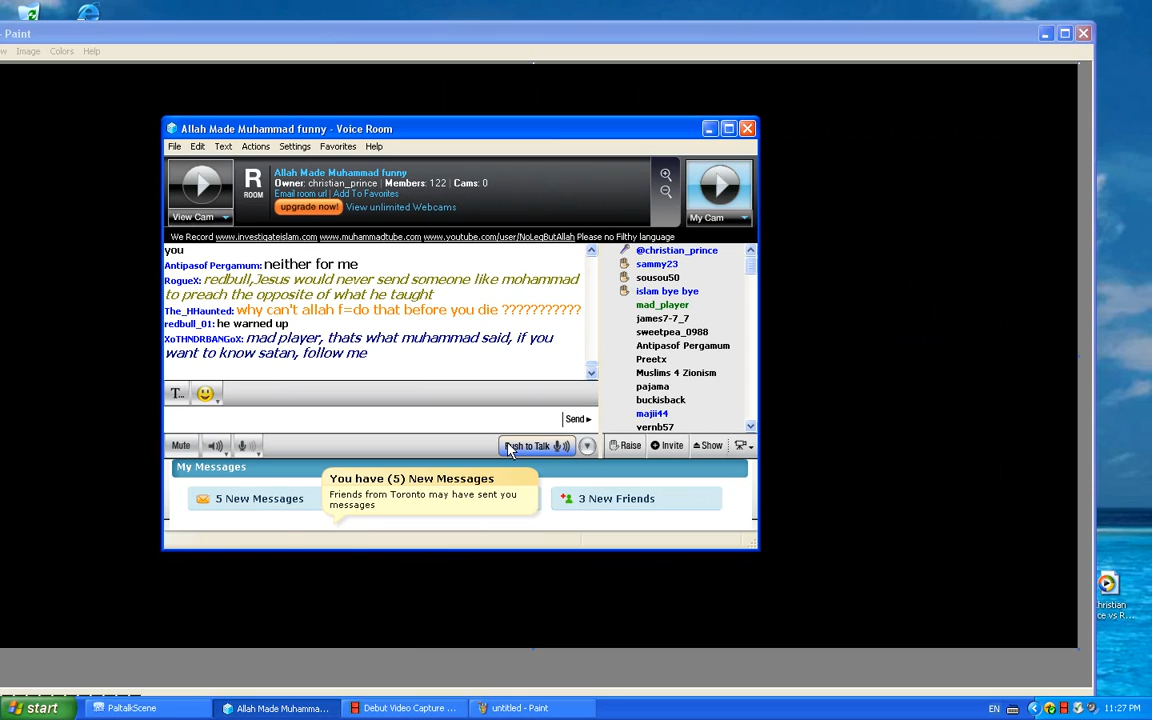 - Paint
w Image Colors Help
Allah Made Muhammad funny - Voice Room
File Edit Text Actions Settings Favorites Help
R
ROOM
Allah Made Muhammad funny
Owner: christian_prince | Members: 122 | Cams: 0
Email room url | Add To Favorites
upgrade now! View unlimited Webcams
View Cam
My Cam
We Record www.investigateislam.com www.muhammadtube.com www.youtube.com/user/NoLegButAllah Please no Filthy language
you
Antipasof Pergamum: neither for me
RogueX: redbull,Jesus would never send someone like mohammad
to preach the opposite of what he taught
The_HHaunted: why can't allah f=do that before you die ???????????
redbull_01: he warned up
XoTHNDRBANGoX: mad player, thats what muhammad said, if you
want to know satan, follow me
@christian_prince
sammy23
sousou50
islam bye bye
mad_player
james7-7_7
sweetpea_0988
Antipasof Pergamum
Preetx
Muslims 4 Zionism
pajama
buckisback
majii44
vernb57
T...
Send
Mute
Push to Talk
Raise Invite Show
My Messages
5 New Messages
You have (5) New Messages
Friends from Toronto may have sent you
messages
3 New Friends
hristian
ce vs R...
start
PaltalkScene
Allah Made Muhamma...
Debut Video Capture ...
untitled - Paint
EN
11:27 PM